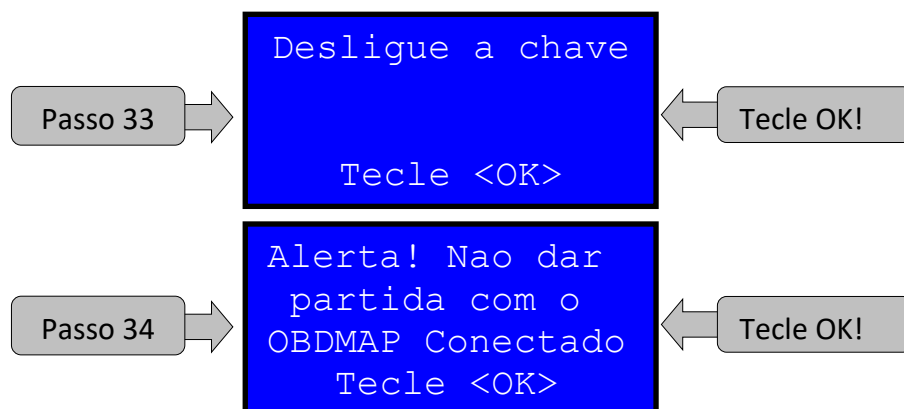 Desligue a chave
Passo 33
Tecle OK!
Tecle <OK>
Alerta! Nao dar
partida com o
Passo 34
Tecle OK!
OBDMAP Conectado
Tecle <OK>